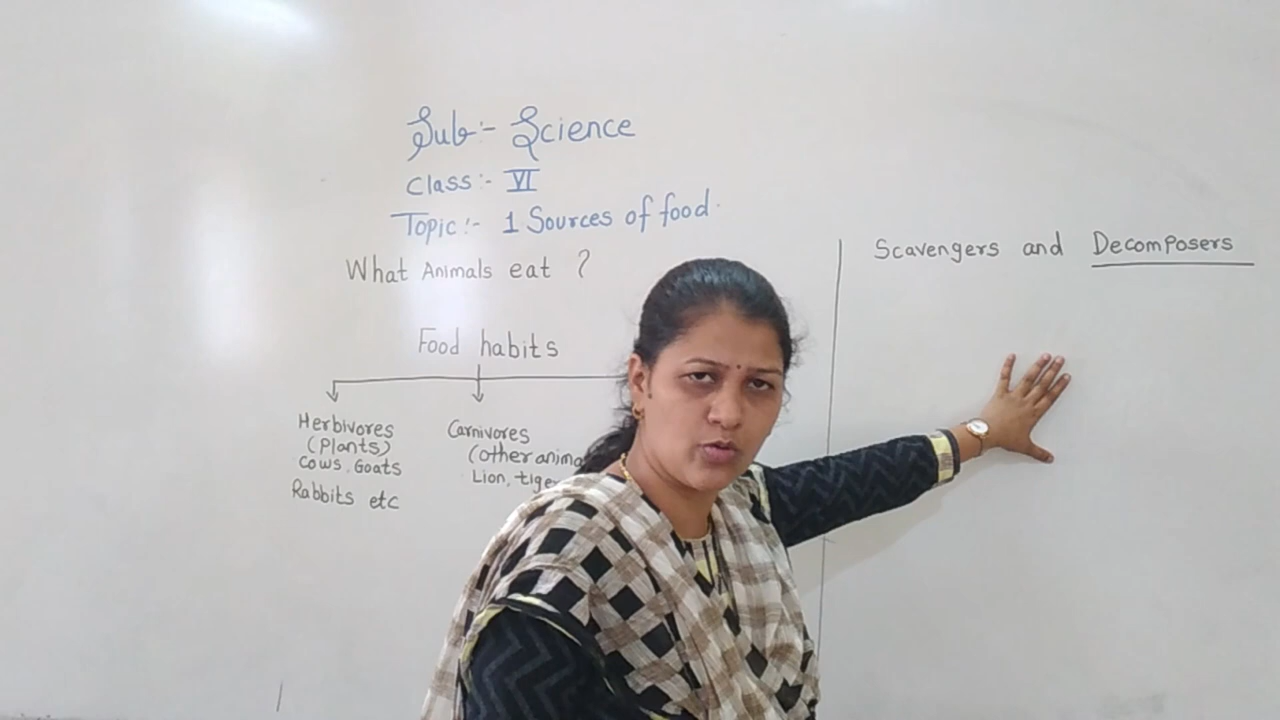 Sub:- Science
Class:- VI
Topic:- 1 Sources of food.
What Animals eat ?
Food habits
Herbivores
(Plants)
Cows, Goats
Rabbits etc
Carnivores
(other anima
Lion, tige
Scavengers and Decomposers